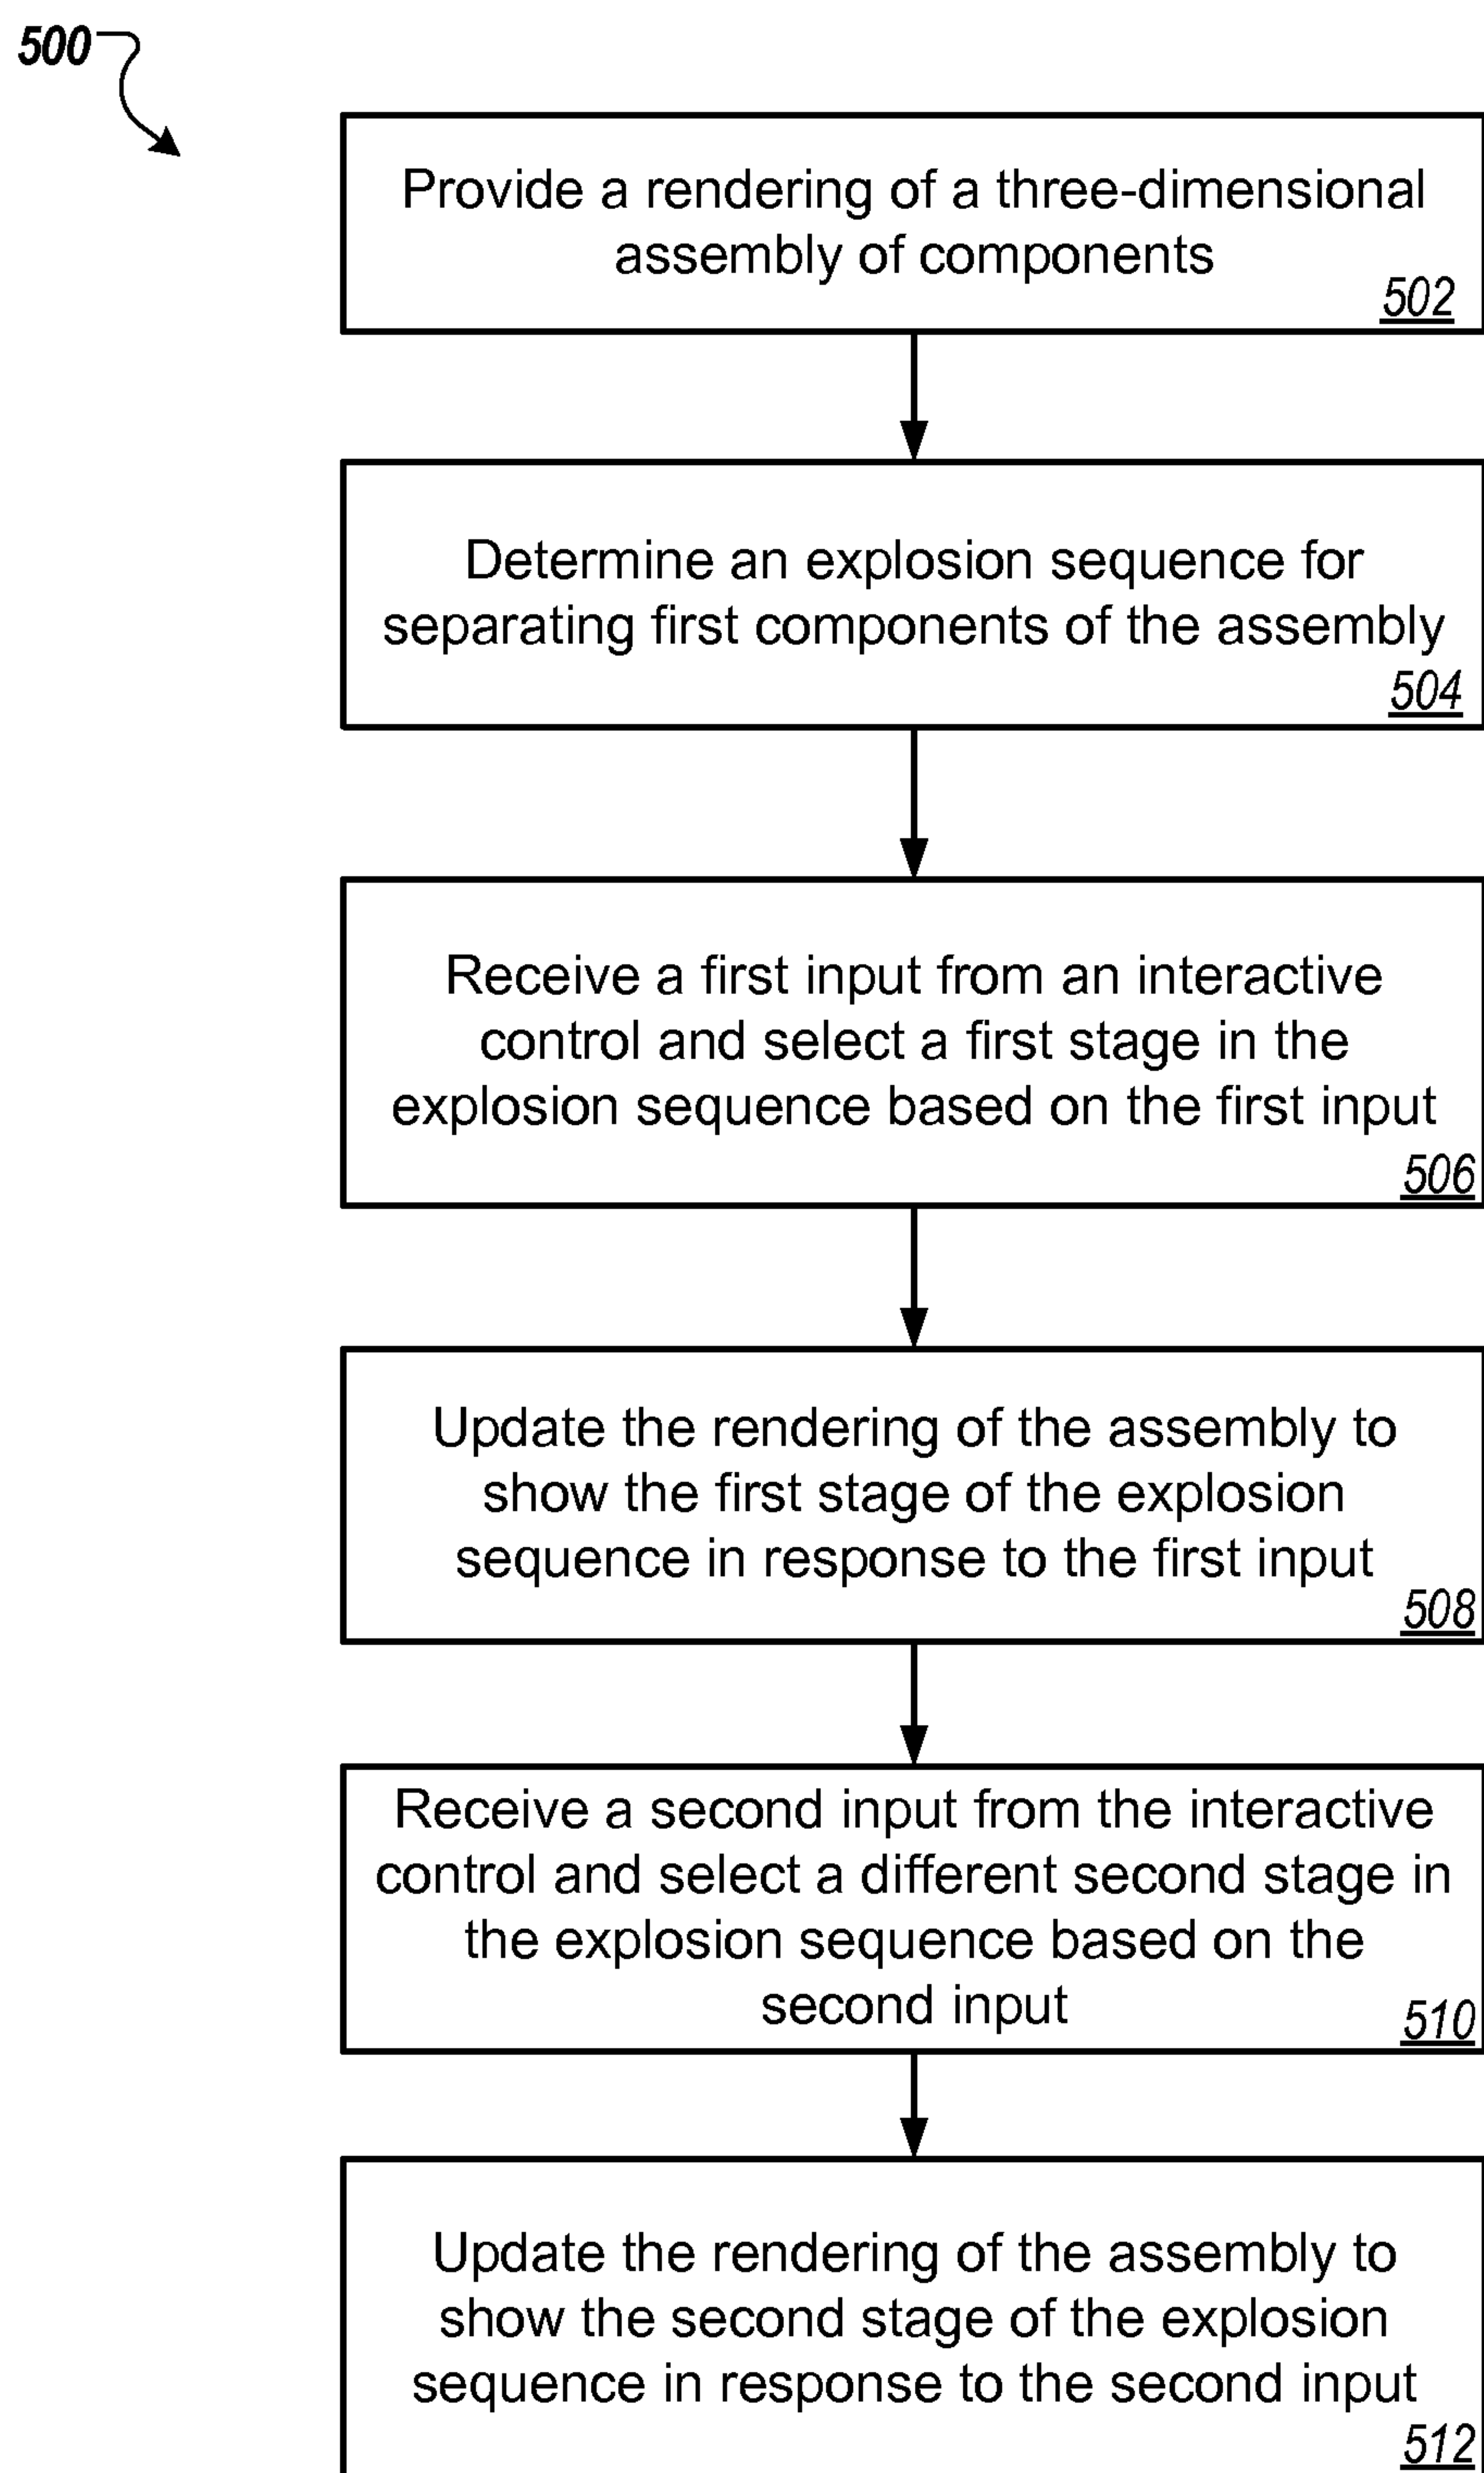 500
Provide a rendering of a three-dimensional
assembly of components
502
Determine an explosion sequence for
separating first components of the assembly
504
Receive a first input from an interactive
control and select a first stage in the
explosion sequence based on the first input
506
Update the rendering of the assembly to
show the first stage of the explosion
sequence in response to the first input
508
Receive a second input from the interactive
control and select a different second stage in
the explosion sequence based on the
second input
510
Update the rendering of the assembly to
show the second stage of the explosion
sequence in response to the second input
512